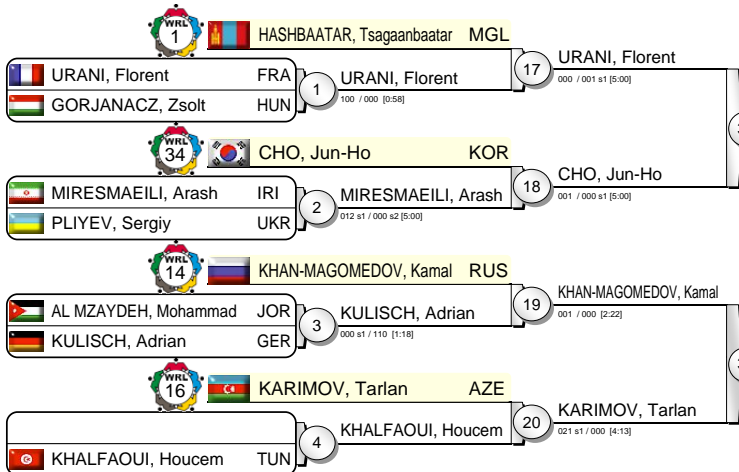 WRL 1 HASHBAATAR, Tsagaanbaatar MGL
URANI, Florent FRA
GORJANACZ, Zsolt HUN
1 URANI, Florent
100 / 000 [0:58]
17 URANI, Florent
000 / 001 s1 [5:00]
WRL 34 CHO, Jun-Ho KOR
MIRESMAEILI, Arash IRI
PLIYEV, Sergiy UKR
2 MIRESMAEILI, Arash
012 s1 / 000 s2 [5:00]
18 CHO, Jun-Ho
001 / 000 s1 [5:00]
WRL 14 KHAN-MAGOMEDOV, Kamal RUS
AL MZAYDEH, Mohammad JOR
KULISCH, Adrian GER
3 KULISCH, Adrian
000 s1 / 110 [1:18]
19 KHAN-MAGOMEDOV, Kamal
001 / 000 [2:22]
WRL 16 KARIMOV, Tarlan AZE
KHALFAOUI, Houcem TUN
4 KHALFAOUI, Houcem
20 KARIMOV, Tarlan
021 s1 / 000 [4:13]